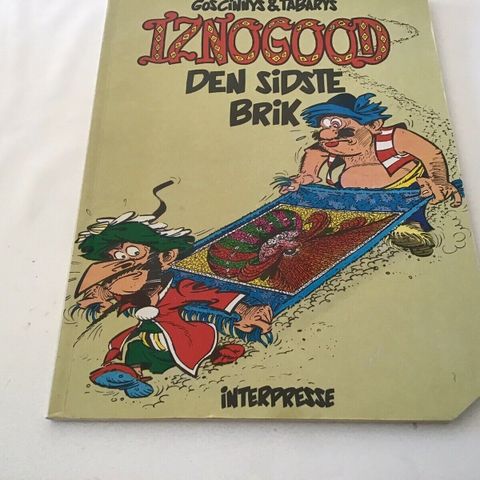 GOSCINNYS & TABARYS
IZNOGOOD
DEN SIDSTE
BRIK
INTERPRESSE